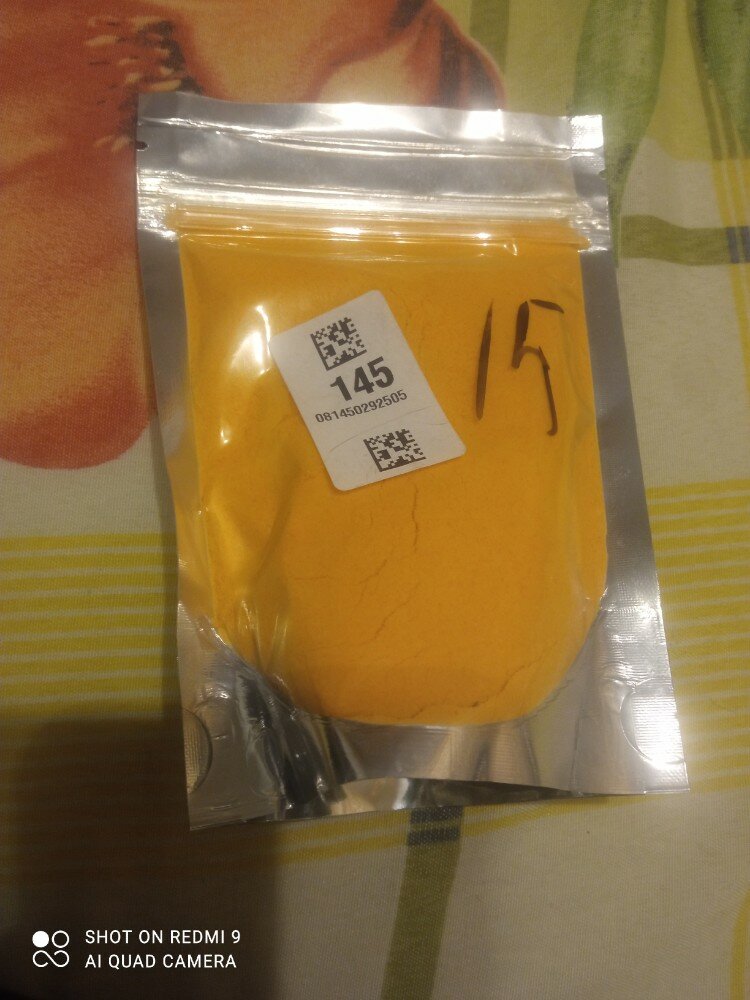 145
081450292505
15
SHOT ON REDMI 9
AI QUAD CAMERA